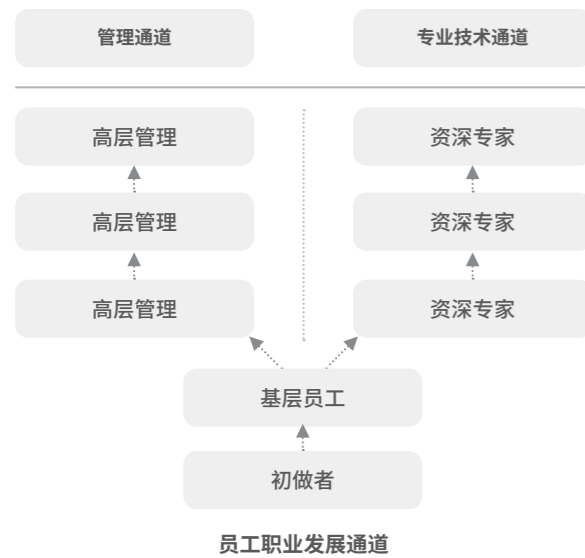 管理通道
专业技术通道
高层管理
资深专家
高层管理
资深专家
高层管理
资深专家
基层员工
初做者
员工职业发展通道